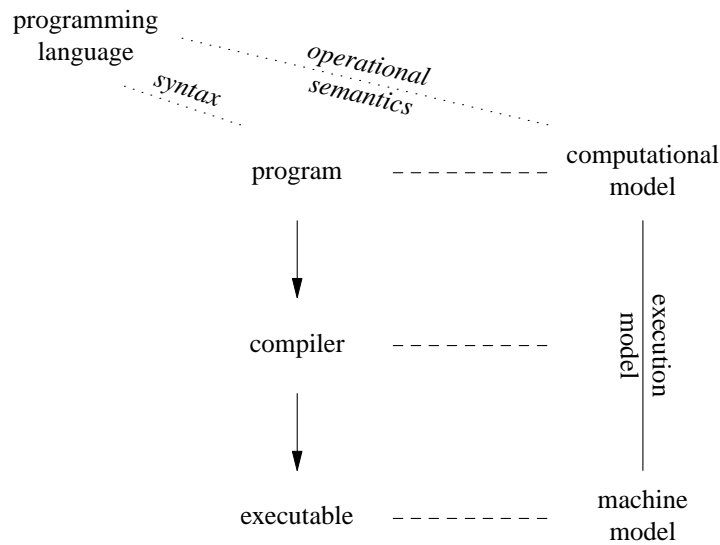 programming
language
operational
semantics
syntax
program
computational
model
execution
model
compiler
executable
machine
model